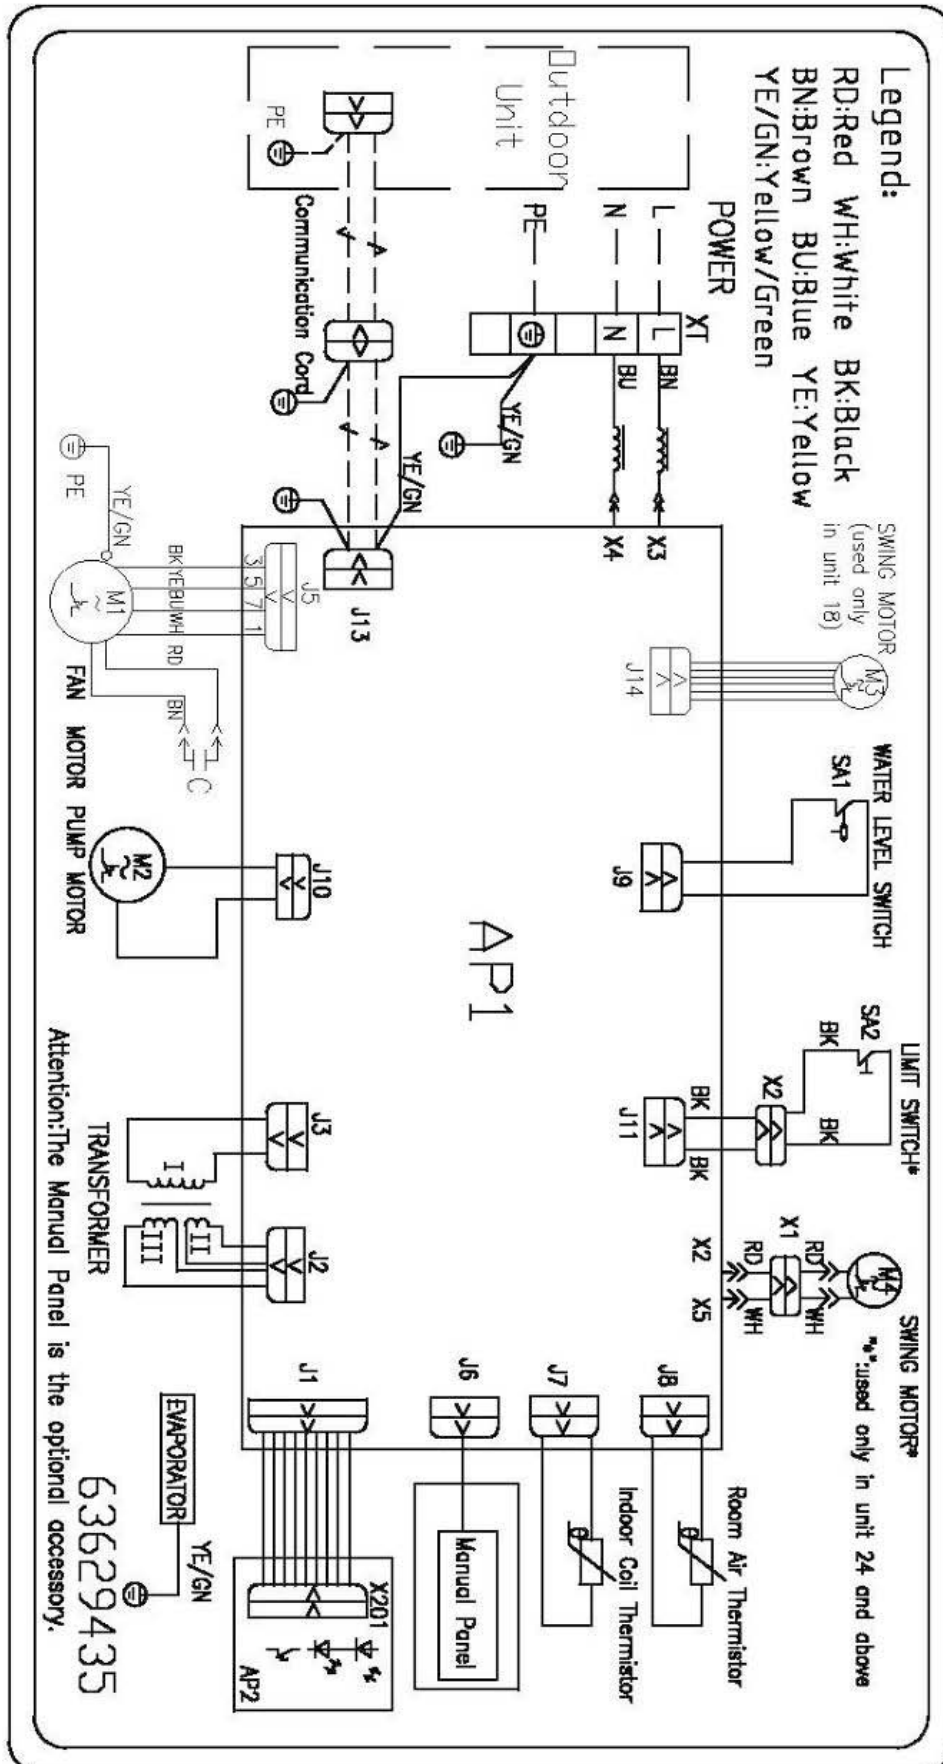 Legend:
RD:Red WH:White BK:Black
BN:Brown BU:Blue YE:Yellow
YE/GN:Yellow/Green
SWING MOTOR
(used only
in unit 18)
M3
J14
WATER LEVEL SWITCH
SA1
J9
LIMIT SWITCH*
SA2
BK
BK
X2
BK
BK
J11
SWING MOTOR*
"*":used only in unit 24 and above
M4
RD
WH
X1
RD
WH
X2
X5
POWER
L
N
PE
XT
L
N
BN
BU
X3
X4
YE/GN
YE/GN
Outdoor
Unit
PE
Communication Cord
J13
AP1
J8
Room Air Thermistor
θ
J7
Indoor Coil Thermistor
θ
J6
Manual Panel
J1
X201
AP2
J5
3 5 7 1
BK YE BU WH RD
BN
YE/GN
PE
M1
~
C
FAN MOTOR
PUMP MOTOR
M2
~
J10
J3
J2
I
II
III
TRANSFORMER
EVAPORATOR
YE/GN
63629435
Attention:The Manual Panel is the optional accessory.